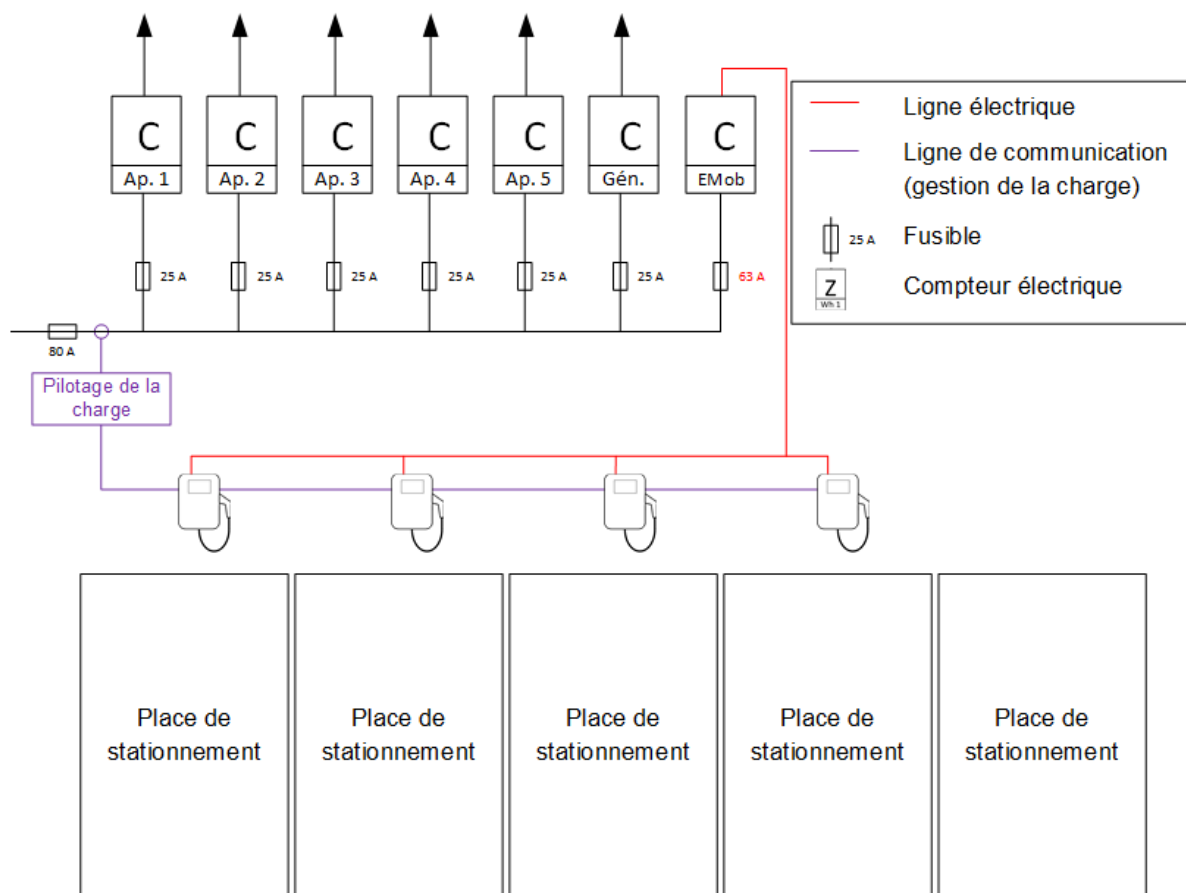 C C C C C C C
Ap. 1 Ap. 2 Ap. 3 Ap. 4 Ap. 5 Gén. EMob
25 A 25 A 25 A 25 A 25 A 25 A 63 A
80 A
Pilotage de la
charge
Ligne électrique
Ligne de communication
(gestion de la charge)
25 A Fusible
Z
Wh 1
Compteur électrique
Place de
stationnement
Place de
stationnement
Place de
stationnement
Place de
stationnement
Place de
stationnement